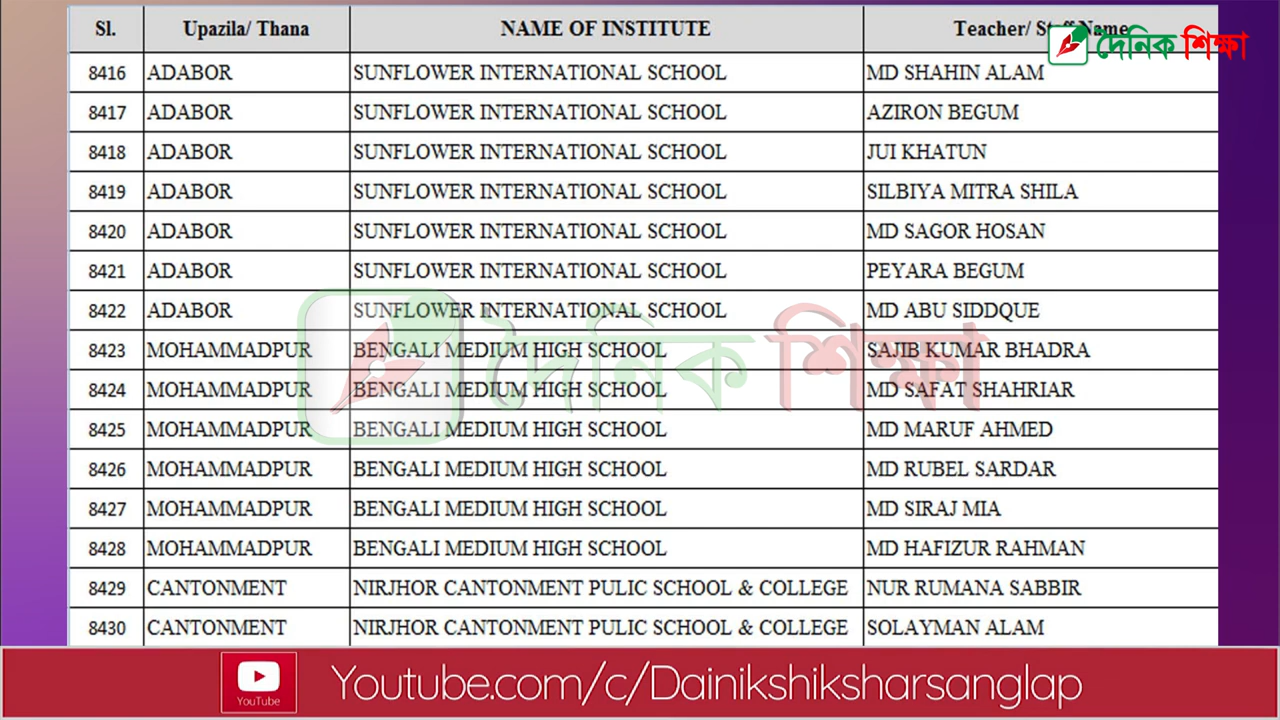 Sl. Upazila/ Thana NAME OF INSTITUTE Teacher/ Staff Name
দৈনিক শিক্ষা
8416 ADABOR SUNFLOWER INTERNATIONAL SCHOOL MD SHAHIN ALAM
8417 ADABOR SUNFLOWER INTERNATIONAL SCHOOL AZIRON BEGUM
8418 ADABOR SUNFLOWER INTERNATIONAL SCHOOL JUI KHATUN
8419 ADABOR SUNFLOWER INTERNATIONAL SCHOOL SILBIYA MITRA SHILA
8420 ADABOR SUNFLOWER INTERNATIONAL SCHOOL MD SAGOR HOSAN
8421 ADABOR SUNFLOWER INTERNATIONAL SCHOOL PEYARA BEGUM
8422 ADABOR SUNFLOWER INTERNATIONAL SCHOOL MD ABU SIDDQUE
8423 MOHAMMADPUR BENGALI MEDIUM HIGH SCHOOL SAJIB KUMAR BHADRA
দৈনিক শিক্ষা
8424 MOHAMMADPUR BENGALI MEDIUM HIGH SCHOOL MD SAFAT SHAHRIAR
8425 MOHAMMADPUR BENGALI MEDIUM HIGH SCHOOL MD MARUF AHMED
8426 MOHAMMADPUR BENGALI MEDIUM HIGH SCHOOL MD RUBEL SARDAR
8427 MOHAMMADPUR BENGALI MEDIUM HIGH SCHOOL MD SIRAJ MIA
8428 MOHAMMADPUR BENGALI MEDIUM HIGH SCHOOL MD HAFIZUR RAHMAN
8429 CANTONMENT NIRJHOR CANTONMENT PULIC SCHOOL & COLLEGE NUR RUMANA SABBIR
8430 CANTONMENT NIRJHOR CANTONMENT PULIC SCHOOL & COLLEGE SOLAYMAN ALAM
YouTube
Youtube.com/c/Dainikshiksharsanglap